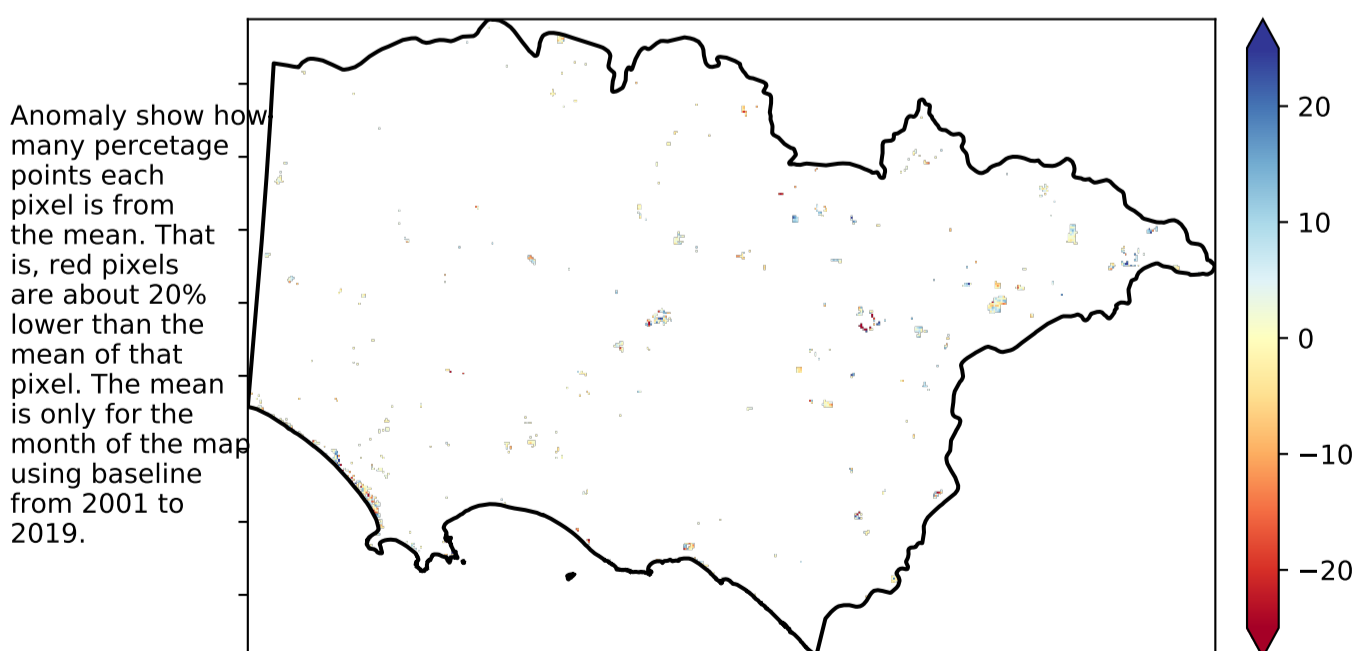 Anomaly show how
many percetage
points each
pixel is from
the mean. That
is, red pixels
are about 20%
lower than the
mean of that
pixel. The mean
is only for the
month of the map
using baseline
from 2001 to
2019.
20
10
0
−10
−20